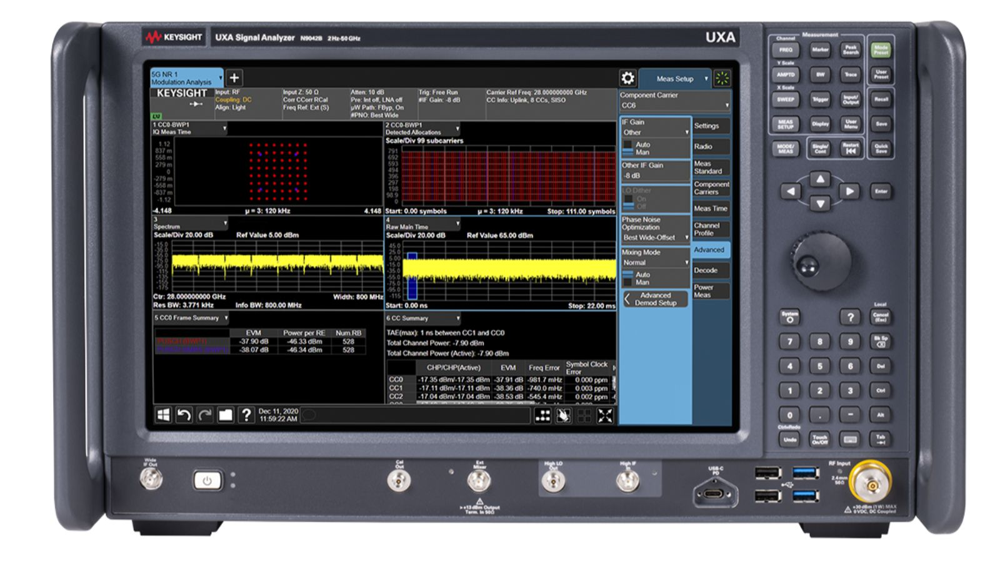 KEYSIGHT UXA Signal Analyzer N9042B 2 Hz-50 GHz UXA
5G NR 1
Modulation Analysis
+
Meas Setup
KEYSIGHT
LXI
Input: RF
Coupling: DC
Align: Light
Input Z: 50 Ω
Corr CCorr RCal
Freq Ref: Ext (S)
Atten: 10 dB
Pre: Int off, LNA off
µW Path: FByp, On
#PNO: Best Wide
Trig: Free Run
#IF Gain: -8 dB
Carrier Ref Freq: 28.000000000 GHz
CC Info: Uplink, 8 CCs, SISO
1 CC0-BWP1
IQ Meas Time
1.12
837 m
558 m
279 m
0
-279 m
-558 m
-837 m
-1.12
-4.148 µ = 3: 120 kHz 4.148
2 CC0-BWP1
Detected Allocations
Scale/Div 99 subcarriers
791
692
593
494
396
297
198
98.9
0
Start: 0.00 symbols µ = 3: 120 kHz Stop: 111.00 symbols
3
Spectrum
Scale/Div 20.00 dB Ref Value 5.00 dBm
-15.0
-35.0
-55.0
-75.0
-95.0
-115
-135
-155
-175
Ctr: 28.000000000 GHz Width: 800 MHz
Res BW: 3.771 kHz Info BW: 800.00 MHz
4
Raw Main Time
Scale/Div 20.00 dB Ref Value 65.00 dBm
45.0
25.0
5.00
-15.0
-35.0
-55.0
-75.0
-95.0
-115
Start: 0.00 ns Stop: 22.00 ms
5 CC0 Frame Summary
EVM Power per RE Num.RB
PUSCH (BWP1) -37.90 dB -46.33 dBm 528
-38.07 dB -46.34 dBm 528
6 CC Summary
TAE(max): 1 ns between CC1 and CC0
Total Channel Power: -7.90 dBm
Total Channel Power (Active): -7.90 dBm
CHP/CHP(Active) EVM Freq Error Symbol Clock
Error
CC0 -17.35 dBm/-17.35 dBm -37.91 dB -981.7 mHz 0.000 ppm
CC1 -17.11 dBm/-17.11 dBm -38.36 dB -740.0 mHz 0.003 ppm
CC2 -17.04 dBm/-17.04 dBm -38.53 dB -545.4 mHz 0.002 ppm
?
Dec 11, 2020
11:59:22 AM
Component Carrier
CC6
IF Gain
Other
Auto
Man
Other IF Gain
-8 dB
LO Dither
On
Off
Phase Noise
Optimization
Best Wide-Offset
Mixing Mode
Normal
Auto
Man
Advanced
Demod Setup
Settings
Radio
Meas
Standard
Component
Carriers
Meas Time
Channel
Profile
Advanced
Decode
Power
Meas
Measurement
Channel
FREQ
Marker
Peak
Search
Mode
Preset
Y Scale
AMPTD
BW
Trace
User
Preset
X Scale
SWEEP
Trigger
Input/
Output
Recall
MEAS
SETUP
Display
User
Menu
Save
MODE/
MEAS
Single/
Cont
Restart
Quick
Save
Enter
System
?
Local
Cancel
(Esc)
7 8 9 Bk Sp
4 5 6 Del
1 2 3 Ctrl
0 . - Alt
Ctrl=Redo
Undo
Touch
On/Off
Tab
Wide
IF Out
Cal
Out
Ext
Mixer
>+13 dBm Output
Term. In 50Ω
High LO
Out
High IF
In
USB-C
PD
RF Input
2.4mm
50Ω
+30 dBm (1W) MAX
0 VDC, DC Coupled